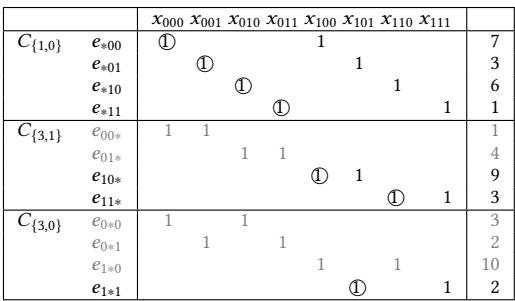 x₀₀₀ x₀₀₁ x₀₁₀ x₀₁₁ x₁₀₀ x₁₀₁ x₁₁₀ x₁₁₁
C{1,0} e∗₀₀ ① 1 7
e∗₀₁ ① 1 3
e∗₁₀ ① 1 6
e∗₁₁ ① 1 1
C{3,1} e₀₀∗ 1 1 1
e₀₁∗ 1 1 4
e₁₀∗ ① 1 9
e₁₁∗ ① 1 3
C{3,0} e₀∗₀ 1 1 3
e₀∗₁ 1 1 2
e₁∗₀ 1 1 10
e₁∗₁ ① 1 2